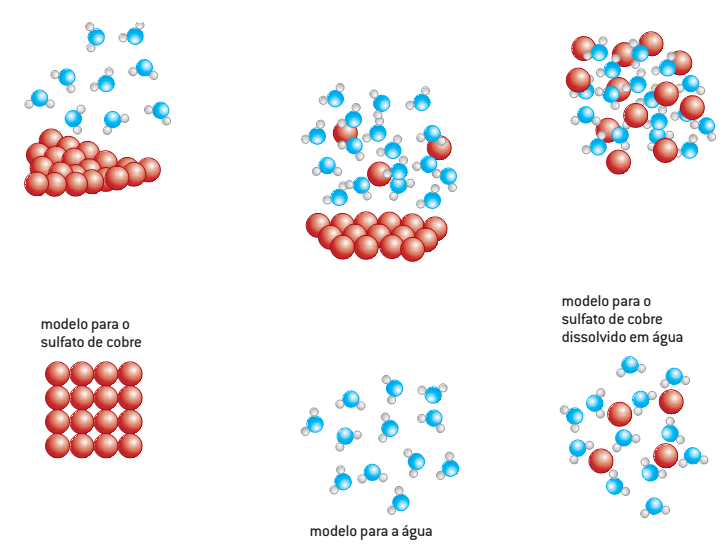 modelo para o
sulfato de cobre
modelo para a água
modelo para o
sulfato de cobre
dissolvido em água